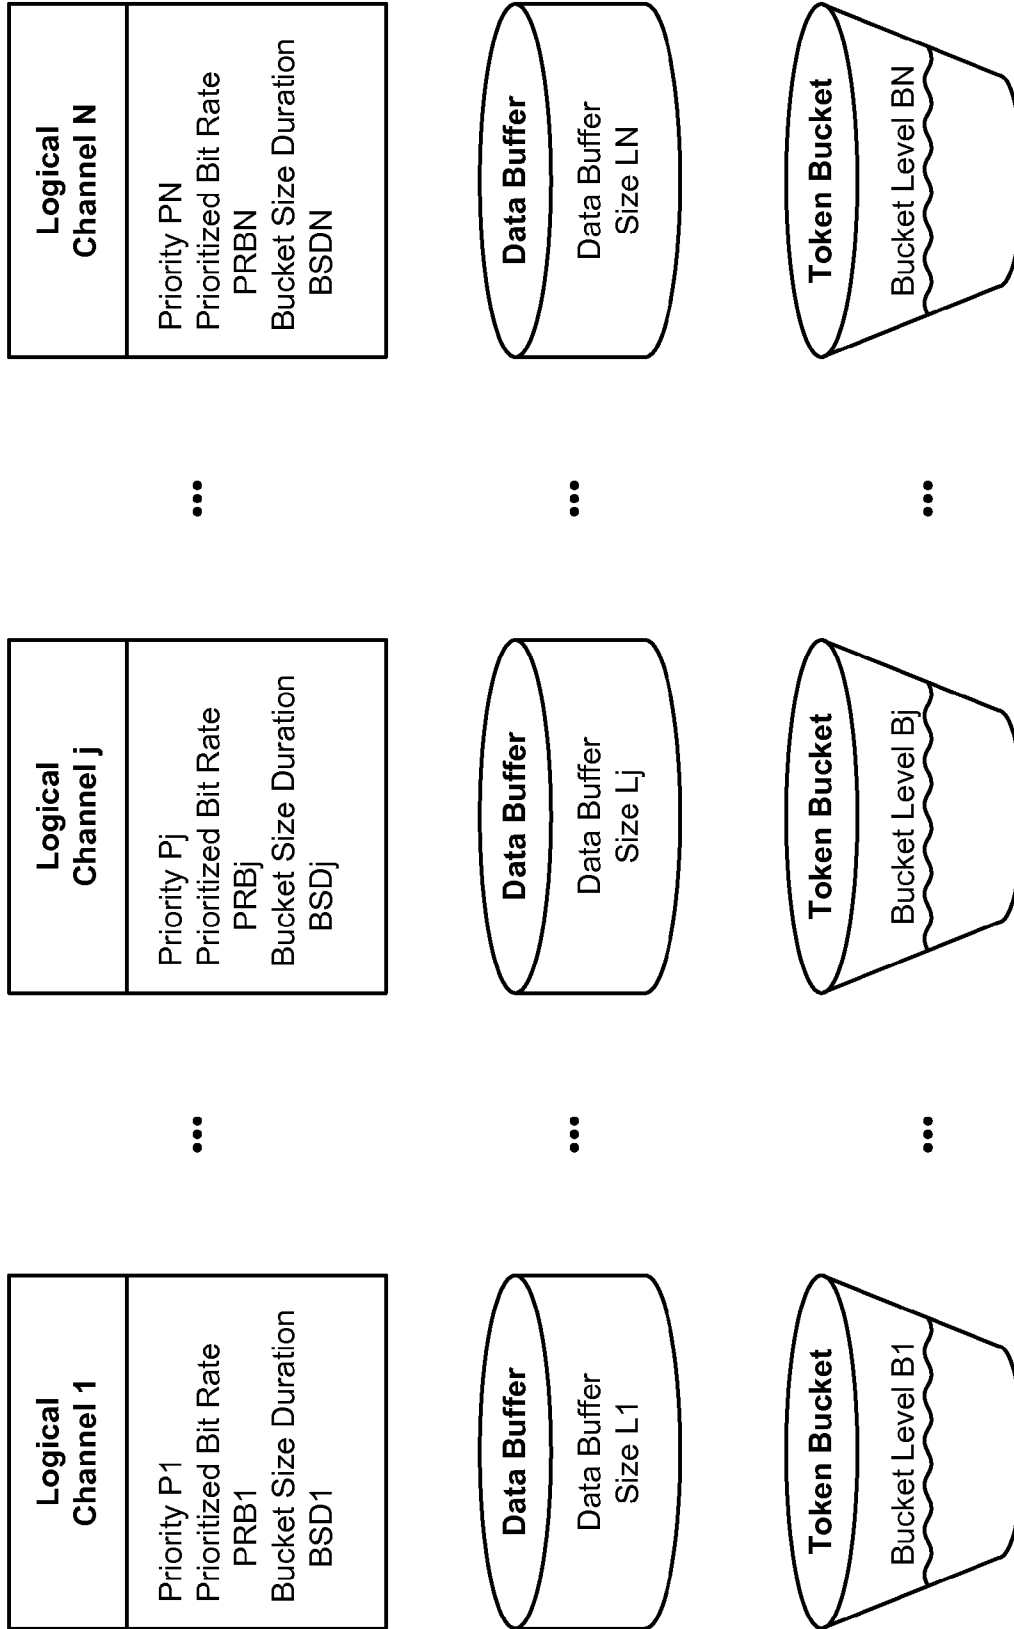 Logical
Channel 1
Priority P1
Prioritized Bit Rate
PRB1
Bucket Size Duration
BSD1
Data Buffer
Data Buffer
Size L1
Token Bucket
Bucket Level B1
...
...
...
Logical
Channel j
Priority Pj
Prioritized Bit Rate
PRBj
Bucket Size Duration
BSDj
Data Buffer
Data Buffer
Size Lj
Token Bucket
Bucket Level Bj
...
...
...
Logical
Channel N
Priority PN
Prioritized Bit Rate
PRBN
Bucket Size Duration
BSDN
Data Buffer
Data Buffer
Size LN
Token Bucket
Bucket Level BN